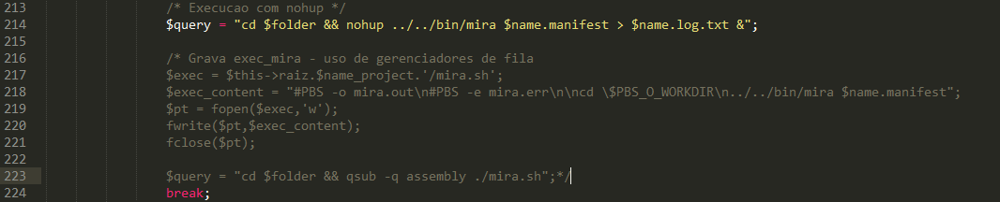 213 /* Execucao com nohup */
214 $query = "cd $folder && nohup ../../bin/mira $name.manifest > $name.log.txt &";
215
216 /* Grava exec_mira - uso de gerenciadores de fila
217 $exec = $this->raiz.$name_project.'/mira.sh';
218 $exec_content = "#PBS -o mira.out\n#PBS -e mira.err\n\ncd \$PBS_O_WORKDIR\n../../bin/mira $name.manifest";
219 $pt = fopen($exec,'w');
220 fwrite($pt,$exec_content);
221 fclose($pt);
222
223 $query = "cd $folder && qsub -q assembly ./mira.sh";*/
224 break;